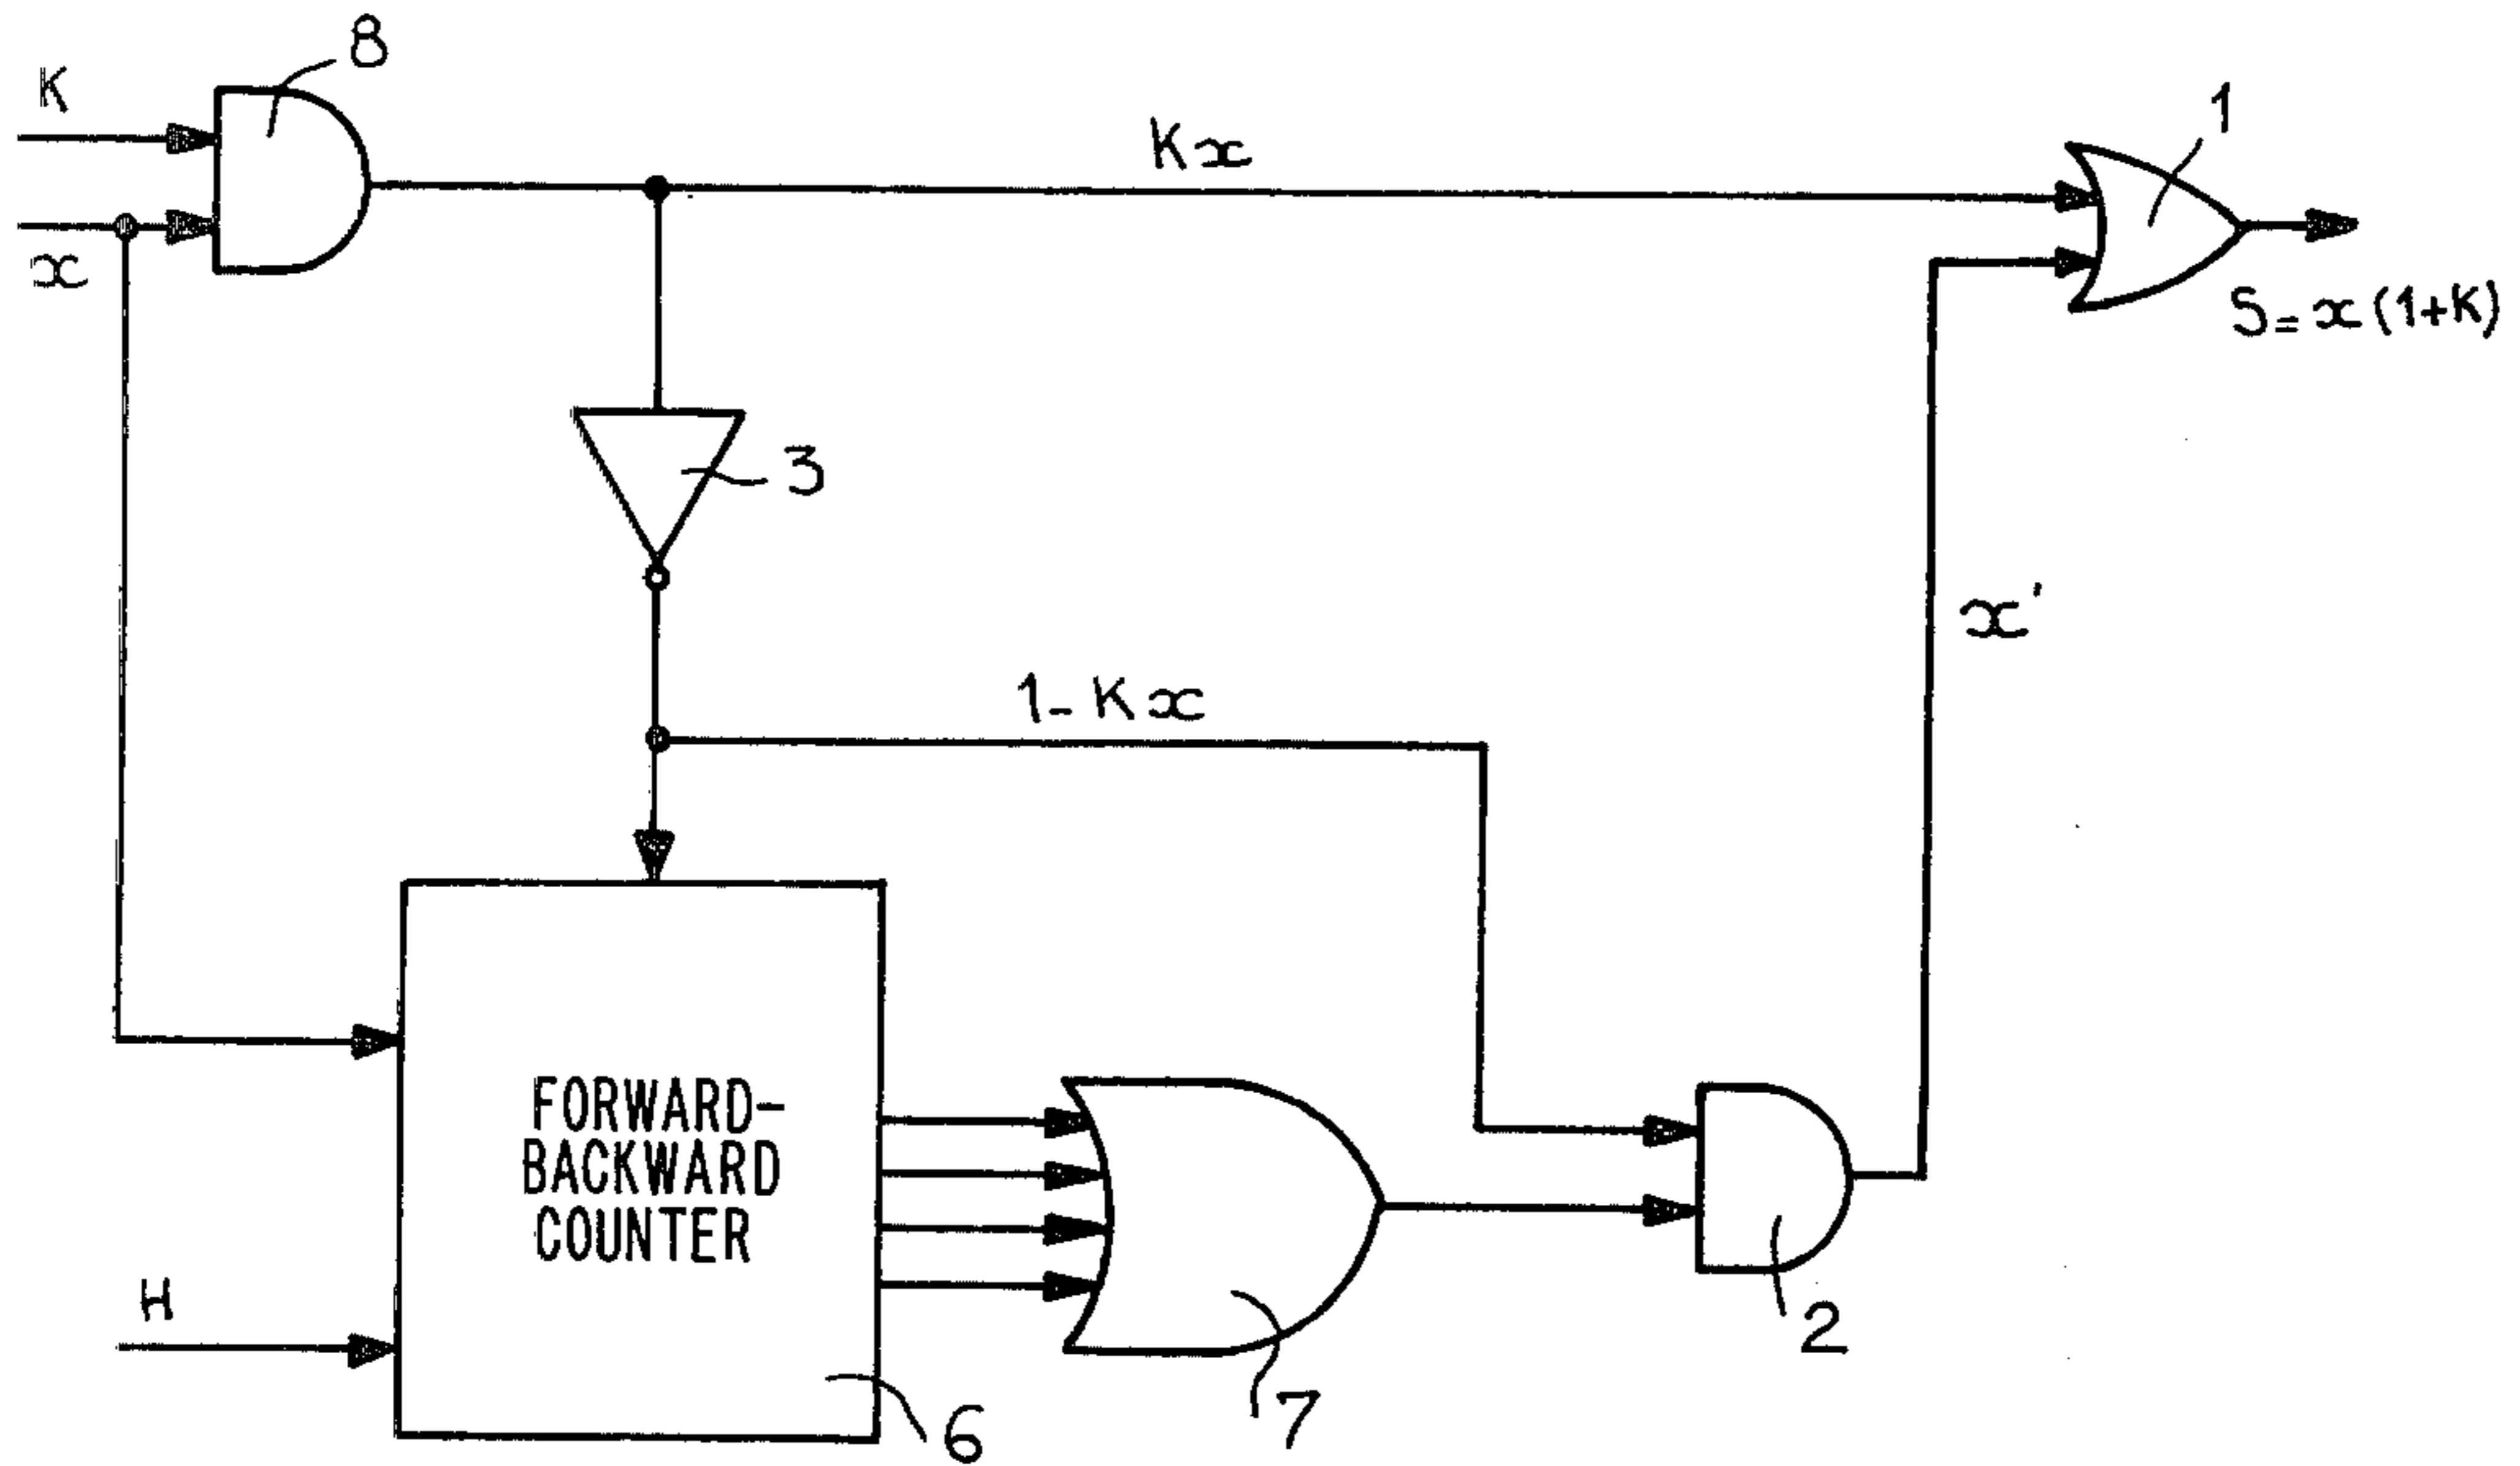 8
K
1
Kx
x
S=x(1+K)
3
x'
1-Kx
FORWARD-
BACKWARD
COUNTER
H
2
7
6